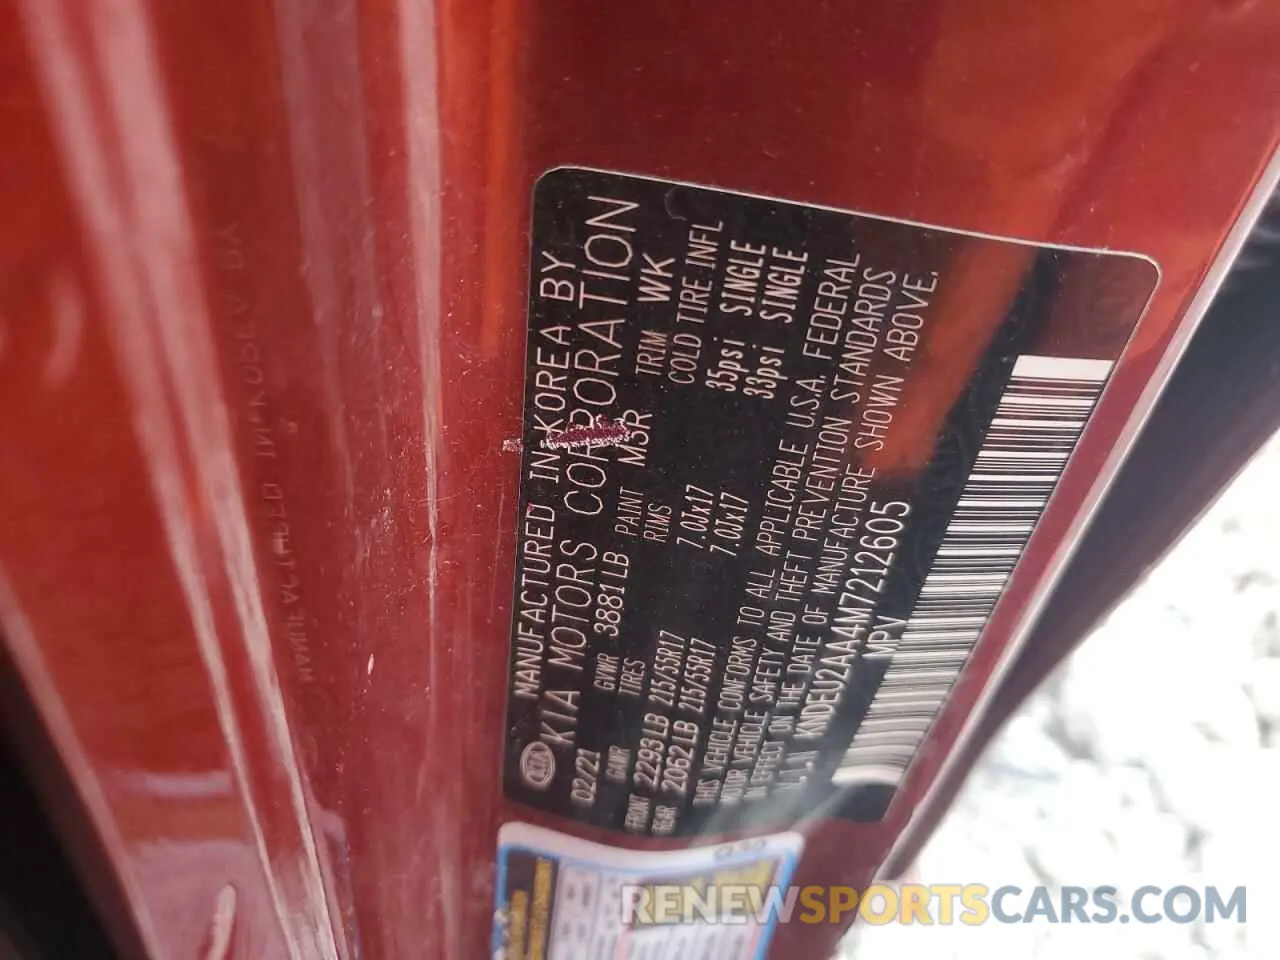 MANUFACTURED IN KOREA BY
KIA KIA MOTORS CORPORATION
02/21 GVWR 3881LB PAINT M3R TRIM WK
GAWR TIRES RIMS COLD TIRE INFL
FRONT 2293LB 215/55R17 7.0Jx17 35psi SINGLE
REAR 2062LB 215/55R17 7.0Jx17 33psi SINGLE
THIS VEHICLE CONFORMS TO ALL APPLICABLE U.S.A. FEDERAL
MOTOR VEHICLE SAFETY AND THEFT PREVENTION STANDARDS
IN EFFECT ON THE DATE OF MANUFACTURE SHOWN ABOVE.
KNDEU2AA4M7212605
MPV
RENEWSPORTSCARS.COM